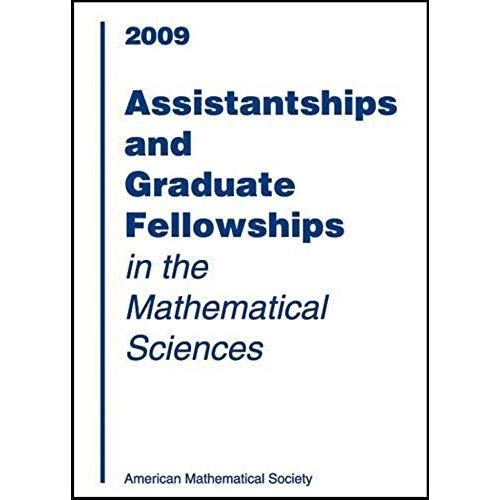 2009
Assistantships
and
Graduate
Fellowships
in the
Mathematical
Sciences
American Mathematical Society